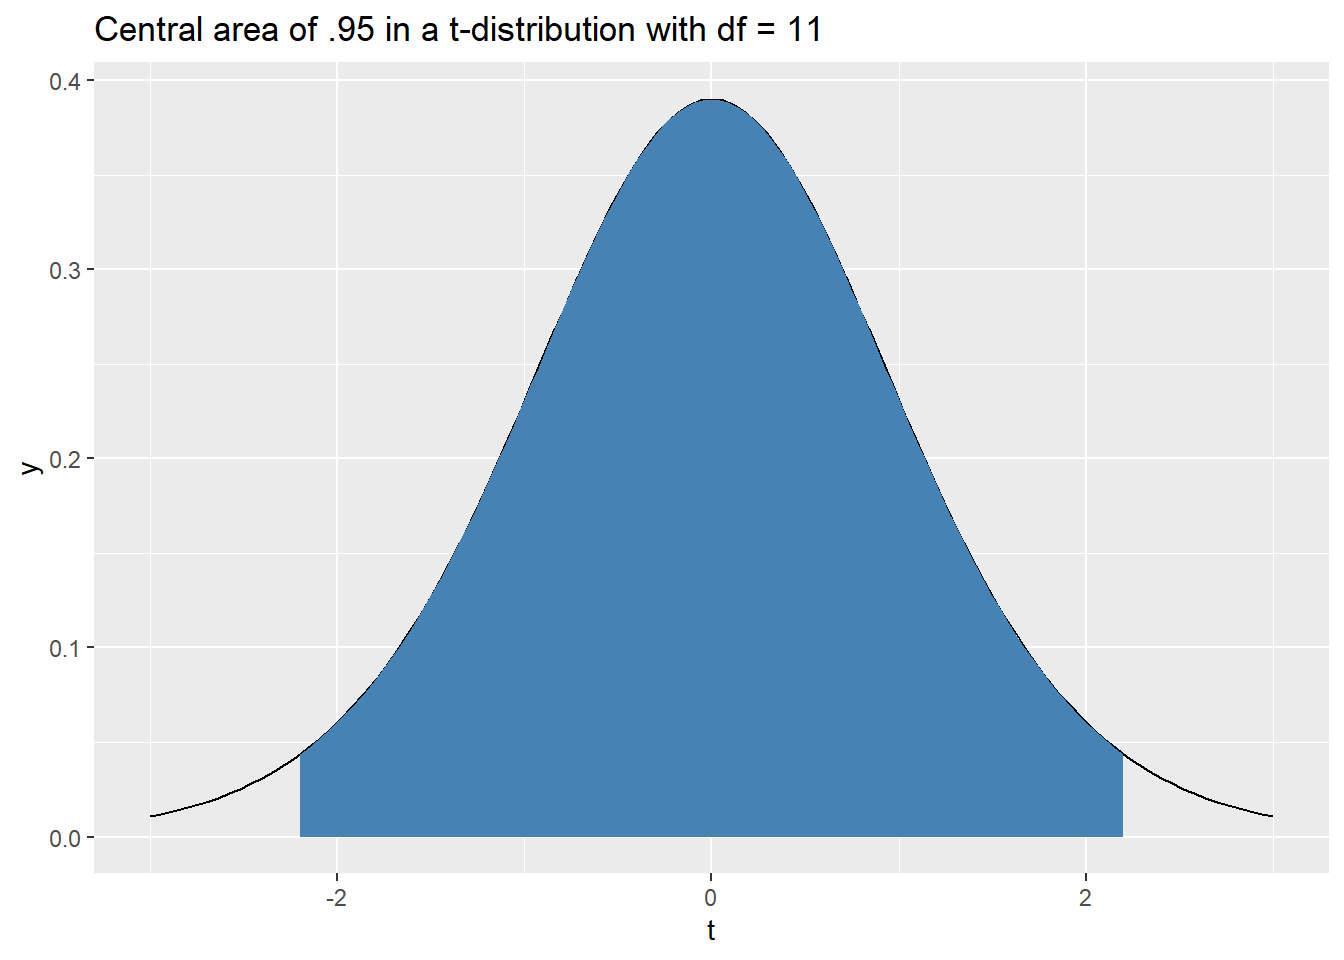 Central area of .95 in a t-distribution with df = 11
0.4
0.3
0.2
0.1
0.0
y
-2 0 2
t